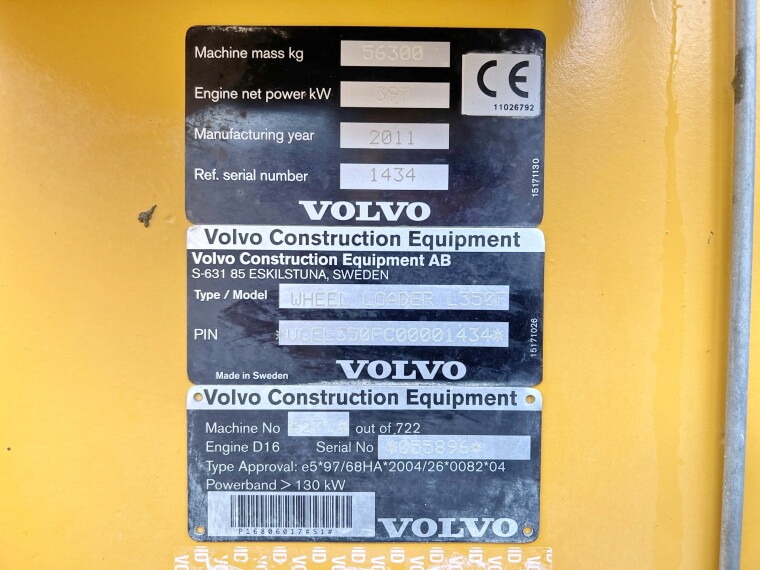 Machine mass kg 56300
Engine net power kW
Manufacturing year 2011
Ref. serial number 1434
CE
11026792
15171130
VOLVO
Volvo Construction Equipment
Volvo Construction Equipment AB
S-631 85 ESKILSTUNA, SWEDEN
Type / Model WHEEL LOADER L350F
PIN *VCEL350FC00001434*
15171026
Made in Sweden VOLVO
Volvo Construction Equipment
Machine No out of 722
Engine D16 Serial No *055896*
Type Approval: e5*97/68HA*2004/26*0082*04
Powerband > 130 kW
P16806017#S1#
VOLVO